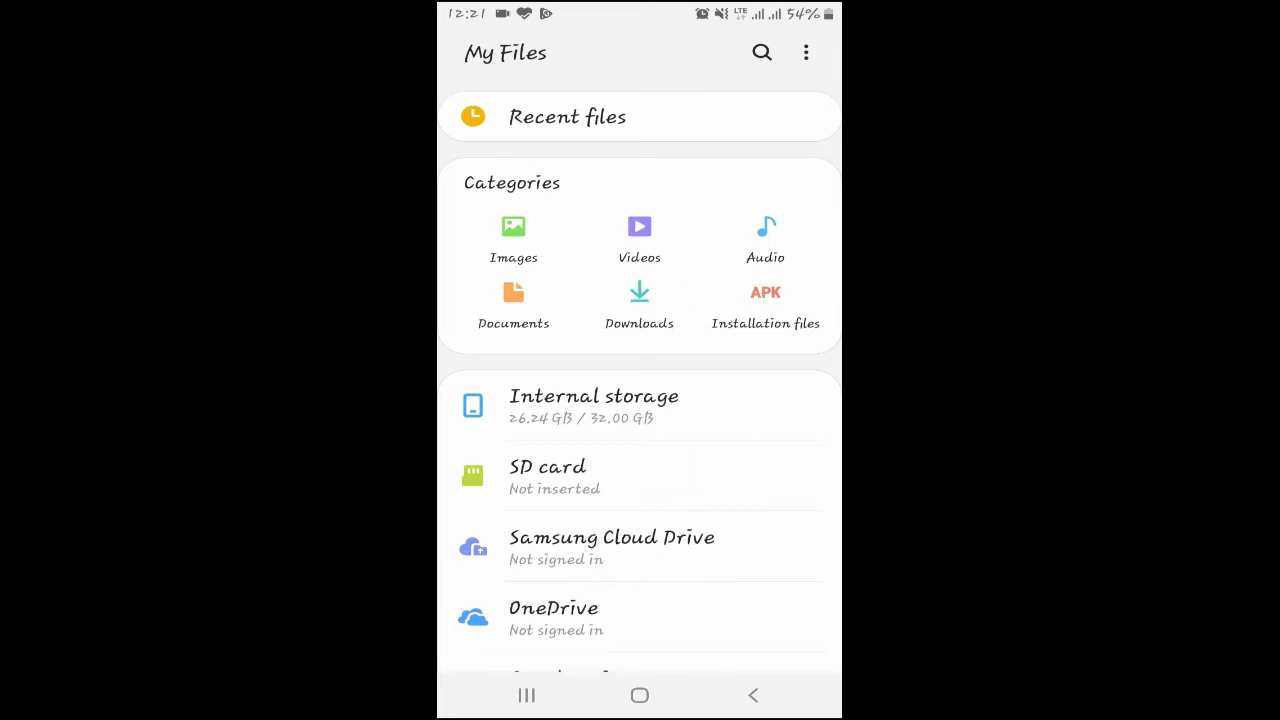 12:21 LTE 54%
My Files
Recent files
Categories
Images Videos Audio
Documents Downloads APK Installation files
Internal storage
26.24 GB / 32.00 GB
SD card
Not inserted
Samsung Cloud Drive
Not signed in
OneDrive
Not signed in